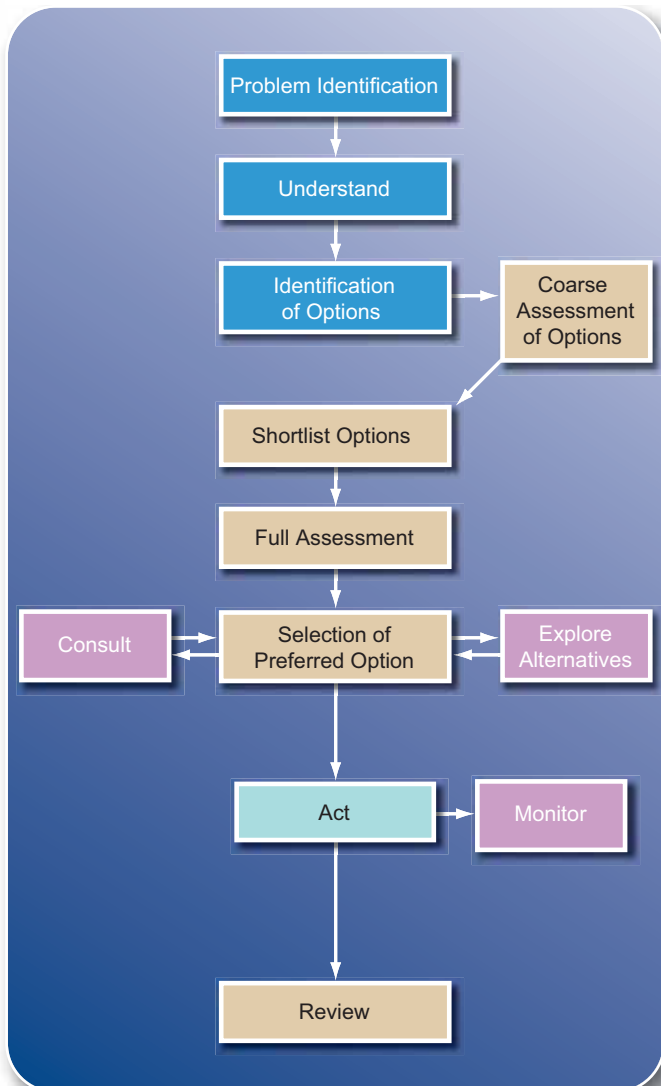 Problem Identification
Understand
Identification
of Options
Coarse
Assessment
of Options
Shortlist Options
Full Assessment
Consult
Selection of
Preferred Option
Explore
Alternatives
Act
Monitor
Review